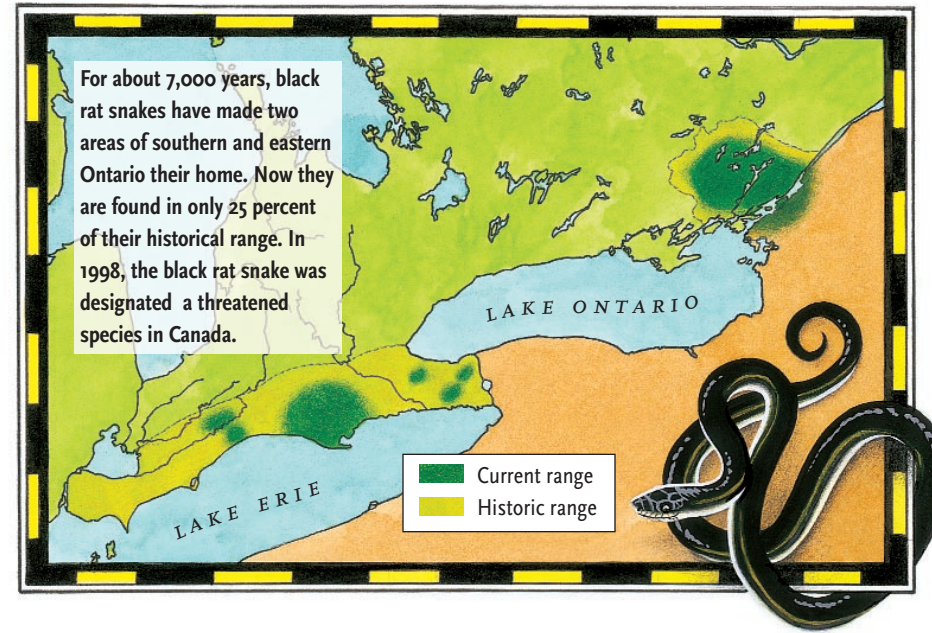 For about 7,000 years, black
rat snakes have made two
areas of southern and eastern
Ontario their home. Now they
are found in only 25 percent
of their historical range. In
1998, the black rat snake was
designated a threatened
species in Canada.
LAKE ONTARIO
LAKE ERIE
Current range
Historic range